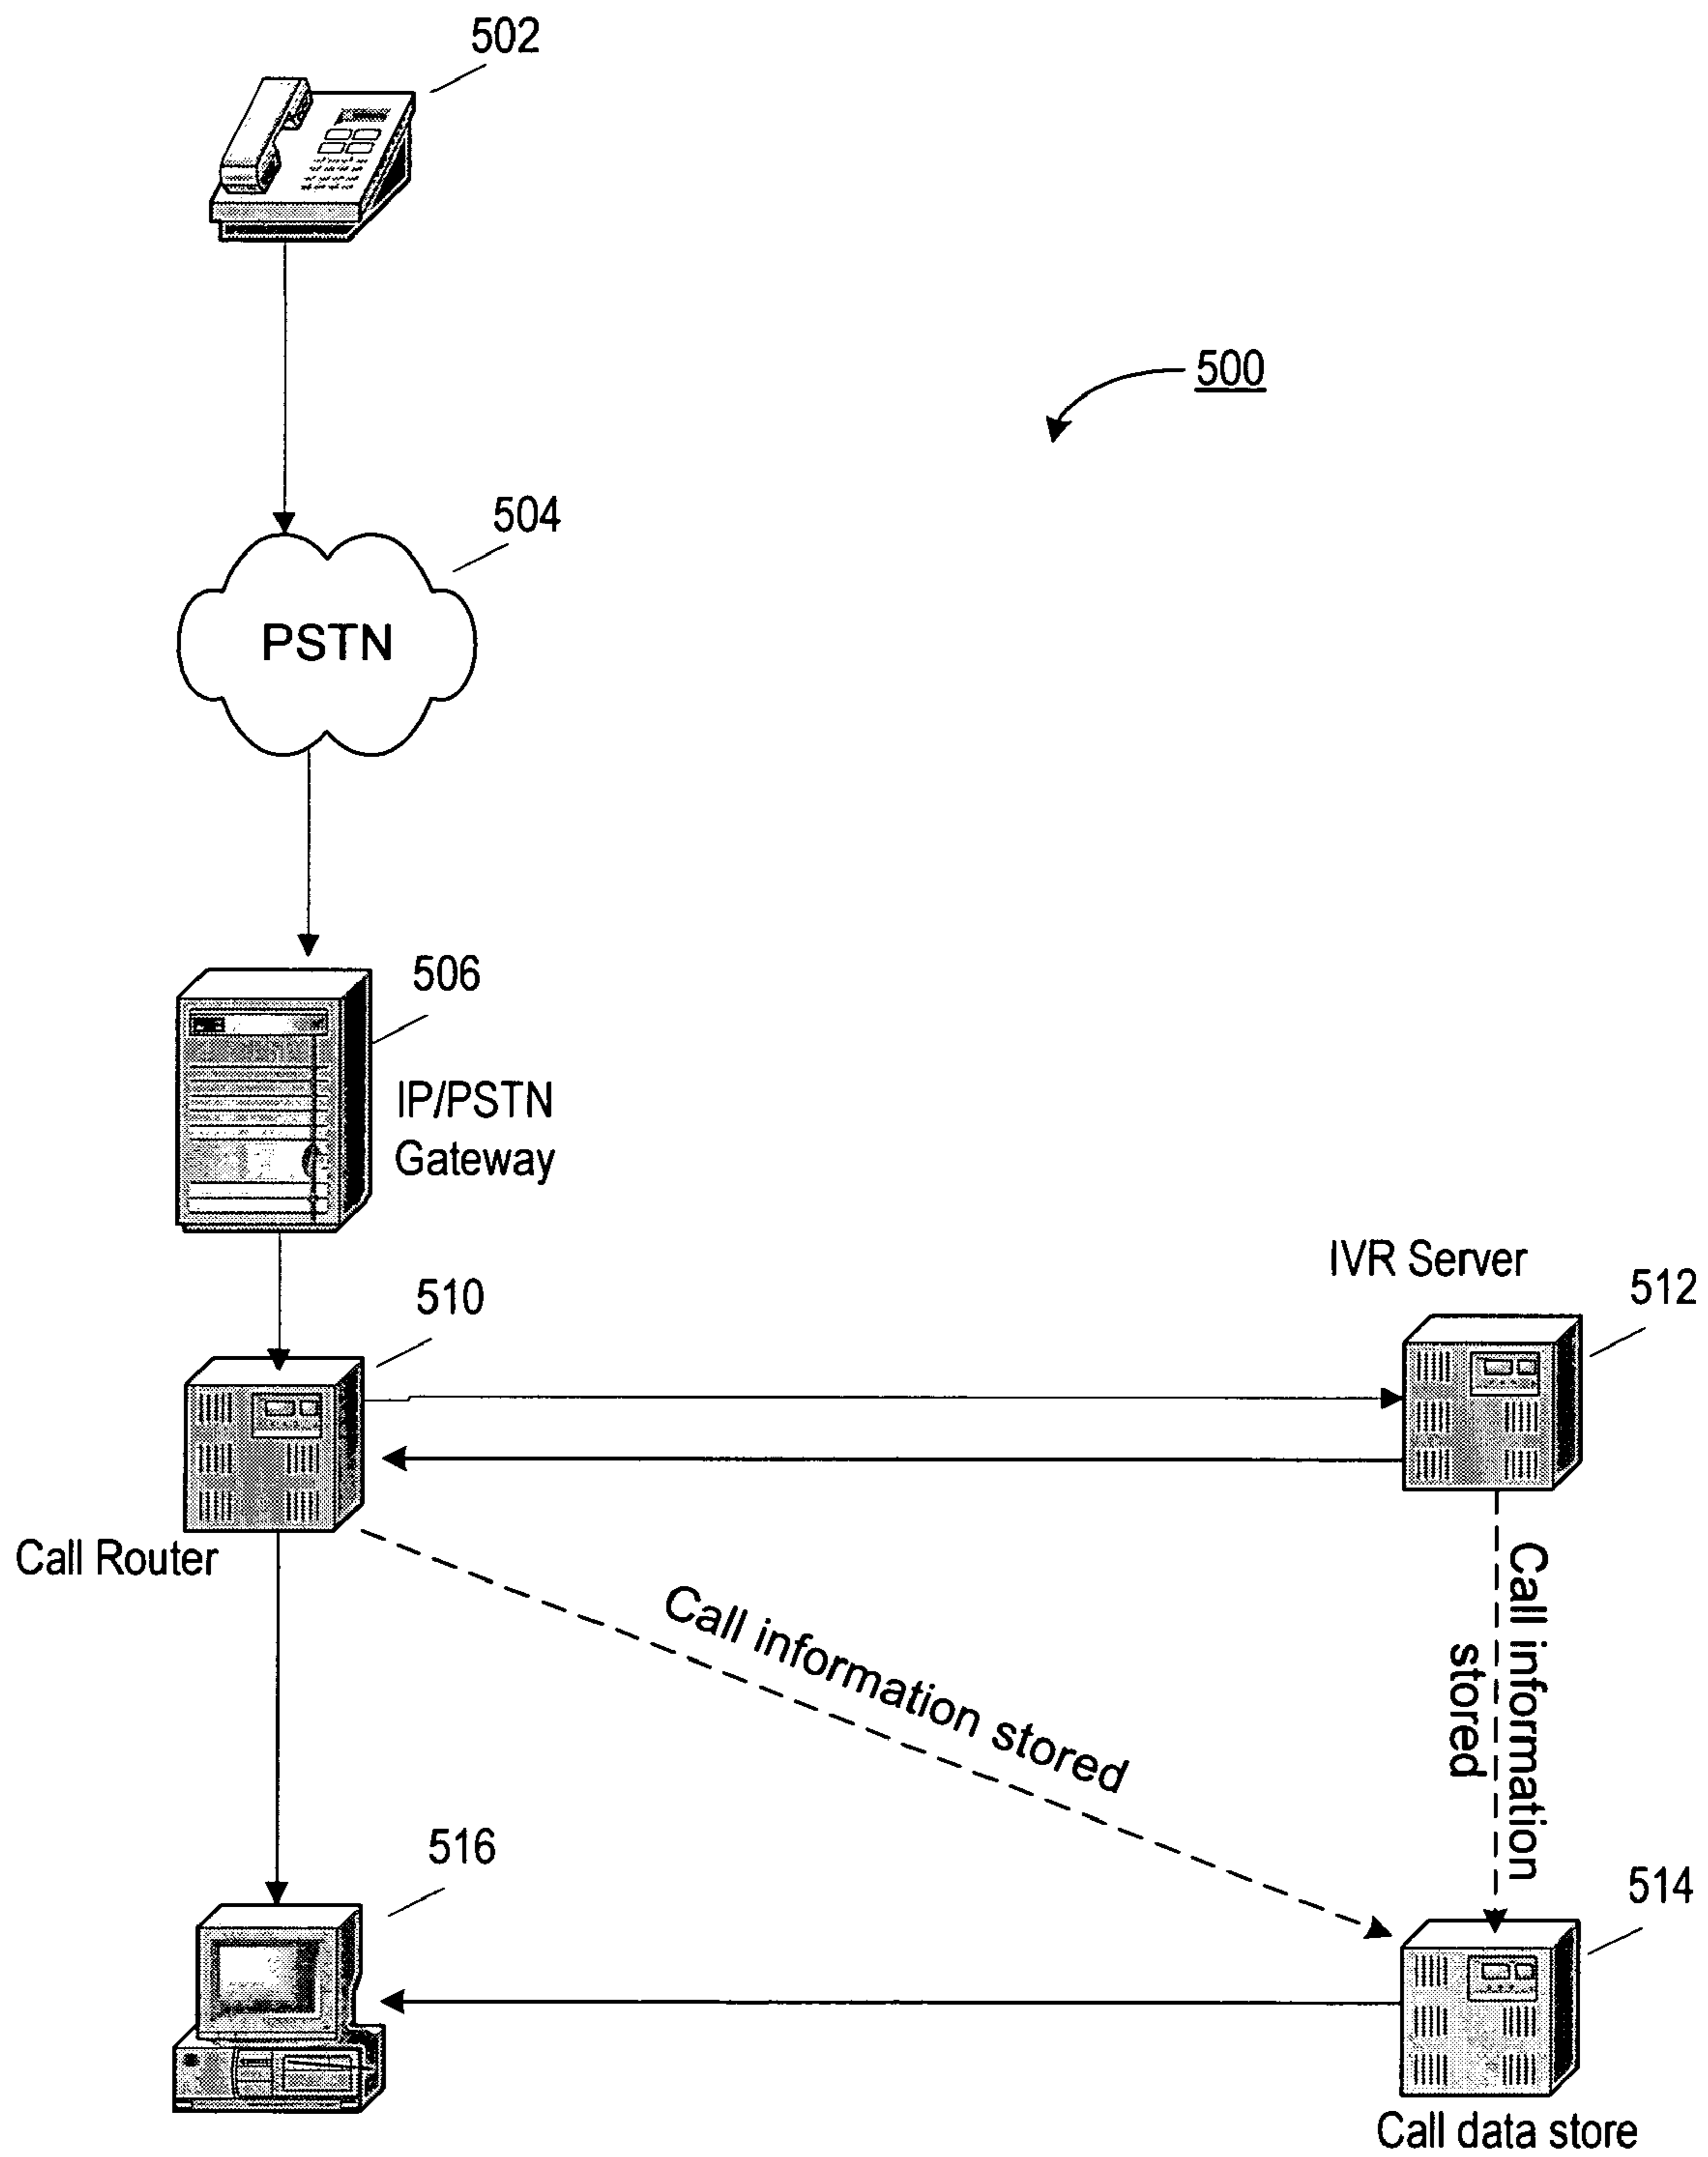 502
500
504
PSTN
506
IP/PSTN
Gateway
IVR Server
512
510
Call Router
Call information stored
Call information
stored
516
514
Call data store